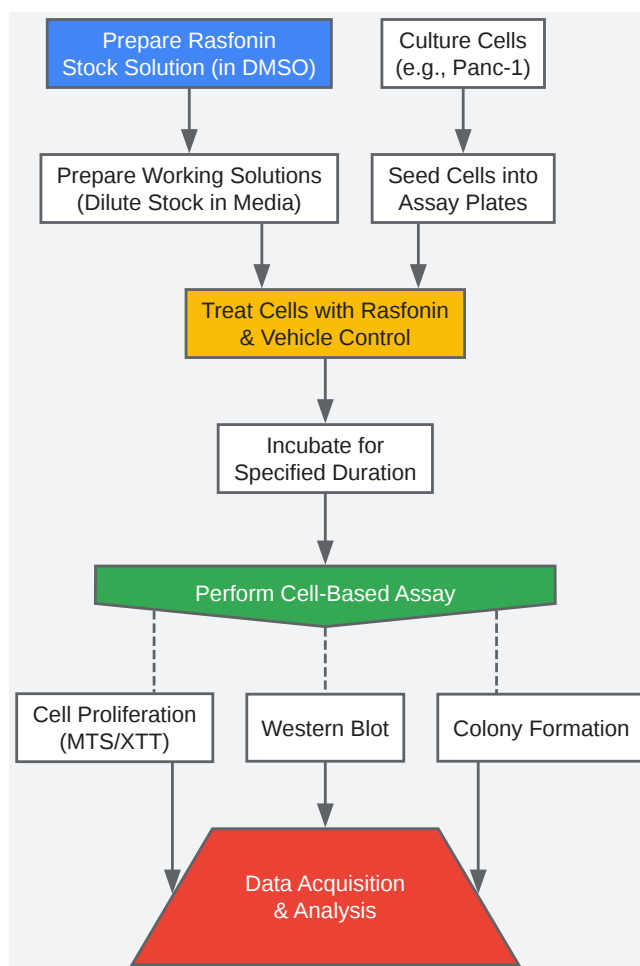 Prepare Rasfonin
Stock Solution (in DMSO)
Culture Cells
(e.g., Panc-1)
Prepare Working Solutions
(Dilute Stock in Media)
Seed Cells into
Assay Plates
Treat Cells with Rasfonin
& Vehicle Control
Incubate for
Specified Duration
Perform Cell-Based Assay
Cell Proliferation
(MTS/XTT)
Western Blot
Colony Formation
Data Acquisition
& Analysis